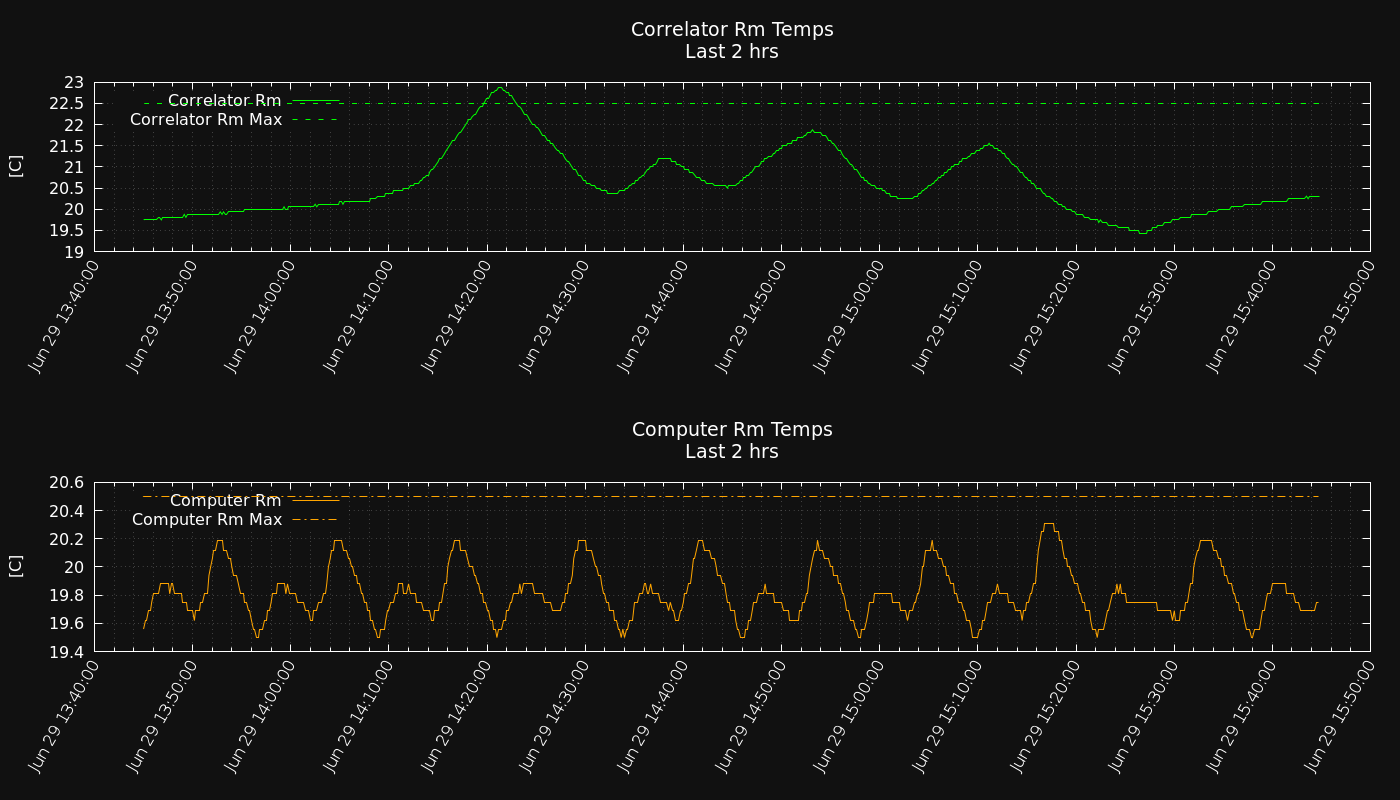 Correlator Rm Temps
Last 2 hrs
23
22.5
22
21.5
21
20.5
20
19.5
19
[C]
Correlator Rm
Correlator Rm Max
Jun 29 13:40:00
Jun 29 13:50:00
Jun 29 14:00:00
Jun 29 14:10:00
Jun 29 14:20:00
Jun 29 14:30:00
Jun 29 14:40:00
Jun 29 14:50:00
Jun 29 15:00:00
Jun 29 15:10:00
Jun 29 15:20:00
Jun 29 15:30:00
Jun 29 15:40:00
Jun 29 15:50:00
Computer Rm Temps
Last 2 hrs
20.6
20.4
20.2
20
19.8
19.6
19.4
[C]
Computer Rm
Computer Rm Max
Jun 29 13:40:00
Jun 29 13:50:00
Jun 29 14:00:00
Jun 29 14:10:00
Jun 29 14:20:00
Jun 29 14:30:00
Jun 29 14:40:00
Jun 29 14:50:00
Jun 29 15:00:00
Jun 29 15:10:00
Jun 29 15:20:00
Jun 29 15:30:00
Jun 29 15:40:00
Jun 29 15:50:00